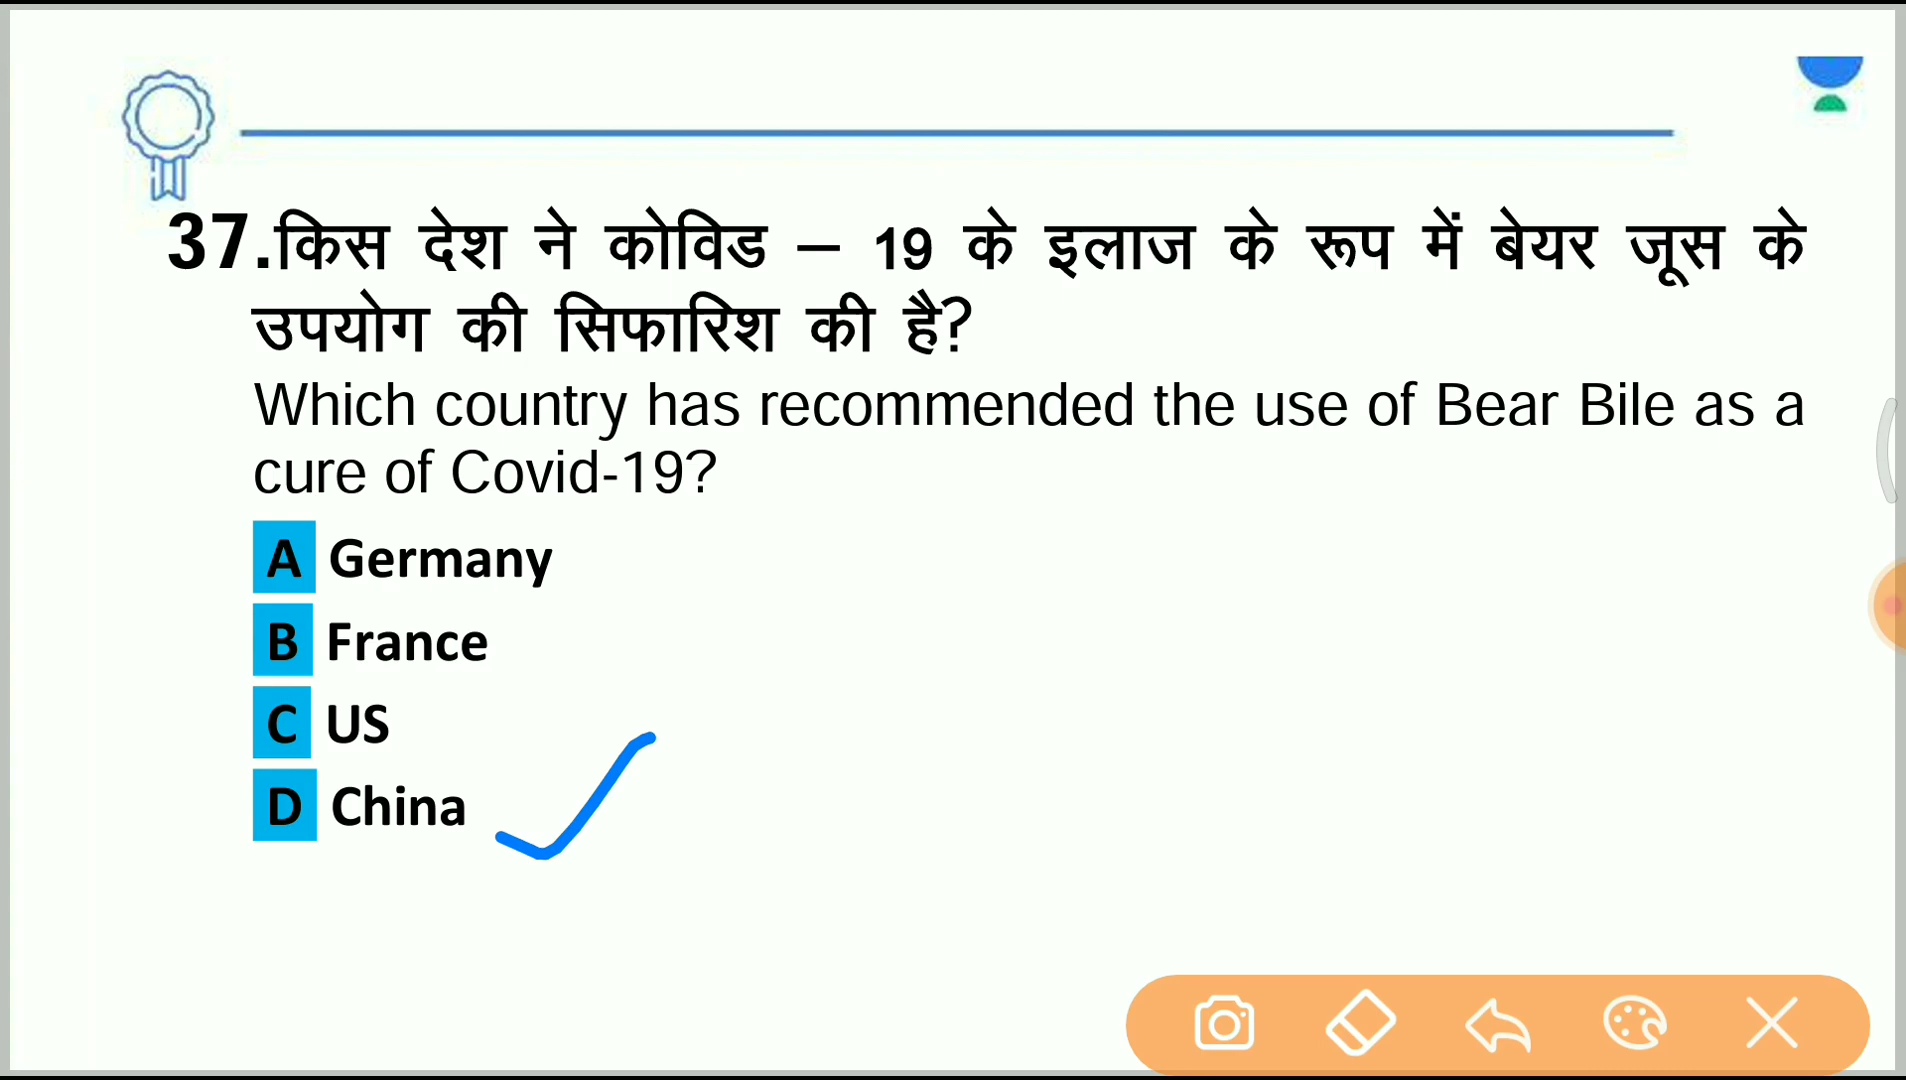 37.किस देश ने कोविड – 19 के इलाज के रूप में बेयर जूस के
उपयोग की सिफारिश की है?
Which country has recommended the use of Bear Bile as a
cure of Covid-19?
A Germany
B France
C US
D China